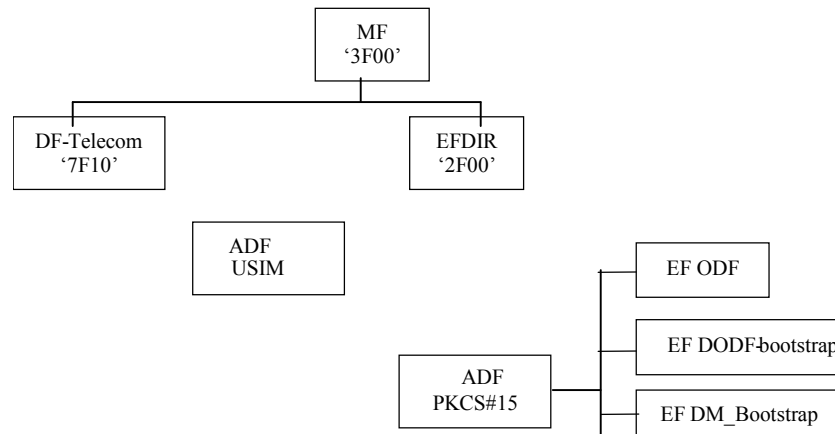 MF
‘3F00’
DF-Telecom
‘7F10’
EFDIR
‘2F00’
ADF
USIM
EF ODF
EF DODF-bootstrap
ADF
PKCS#15
EF DM_Bootstrap